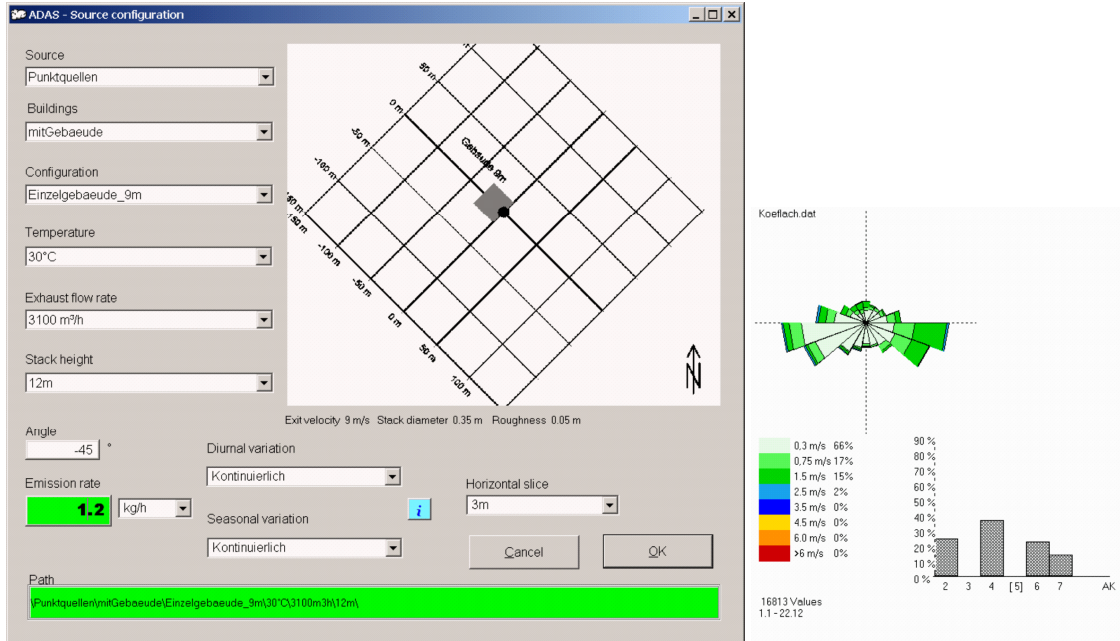 ADAS - Source configuration
Source
Punktquellen
Buildings
mitGebaeude
Configuration
Einzelgebaeude_9m
Temperature
30°C
Exhaust flow rate
3100 m³/h
Stack height
12m
50 m
0 m
-50 m
-100 m
-150 m
-150 m
-100 m
-50 m
0 m
50 m
100 m
Gebäude 9m
N
Exit velocity 9 m/s Stack diameter 0.35 m Roughness 0.05 m
Angle
-45 °
Diurnal variation
Kontinuierlich
Emission rate
1.2 kg/h
Seasonal variation
Kontinuierlich
i
Horizontal slice
3m
Cancel
OK
Path
\Punktquellen\mitGebaeude\Einzelgebaeude_9m\30°C\3100m3h\12m\
Koeflach.dat
0,3 m/s 66%
0,75 m/s 17%
1.5 m/s 15%
2.5 m/s 2%
3.5 m/s 0%
4.5 m/s 0%
6.0 m/s 0%
>6 m/s 0%
16813 Values
1.1 - 22.12
90 %
80 %
70 %
60 %
50 %
40 %
30 %
20 %
10 %
0 %
2 3 4 [5] 6 7 AK